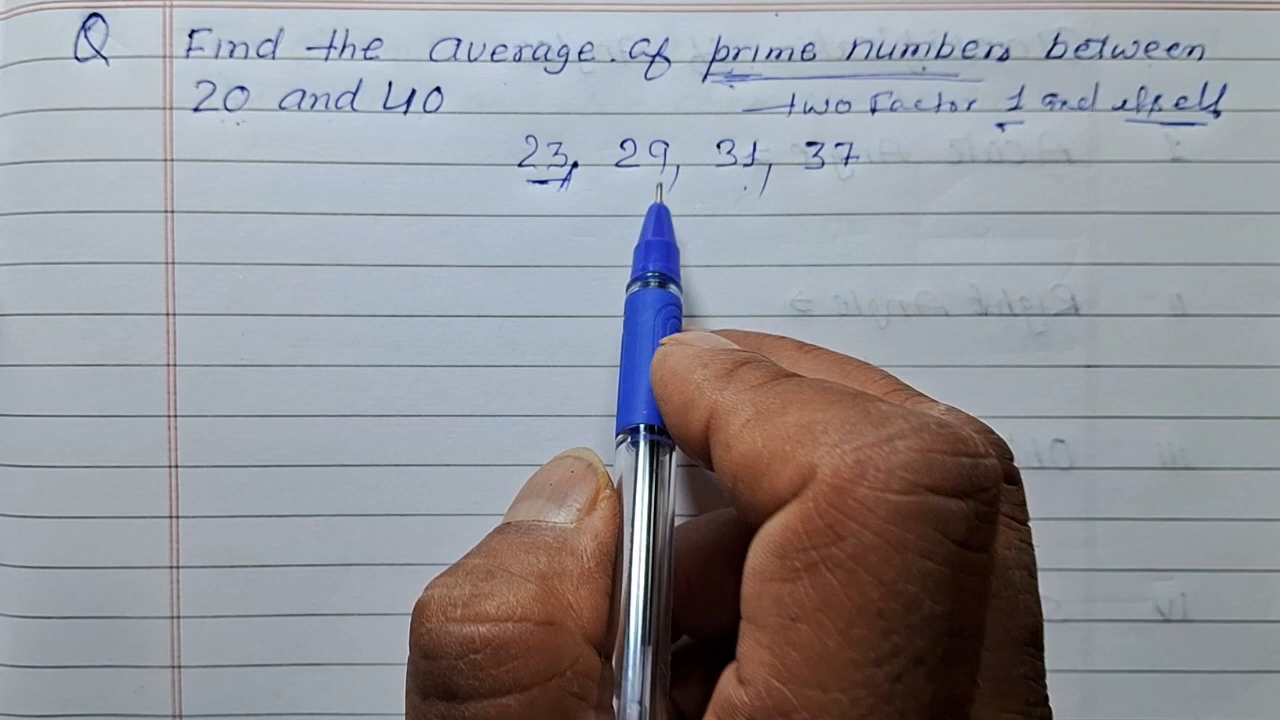 Q Find the average of prime numbers between
20 and 40
two Factor 1 and itself
23, 29, 31, 37